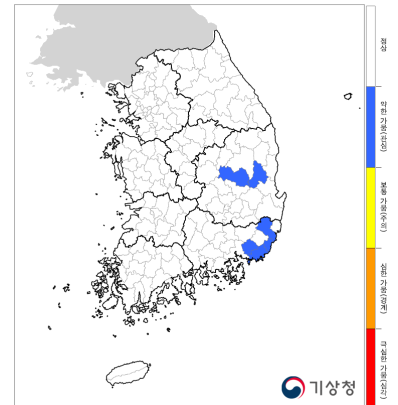 정상
약한 가뭄(관심)
보통 가뭄(주의)
심한 가뭄(경계)
극심한 가뭄(심각)
기상청